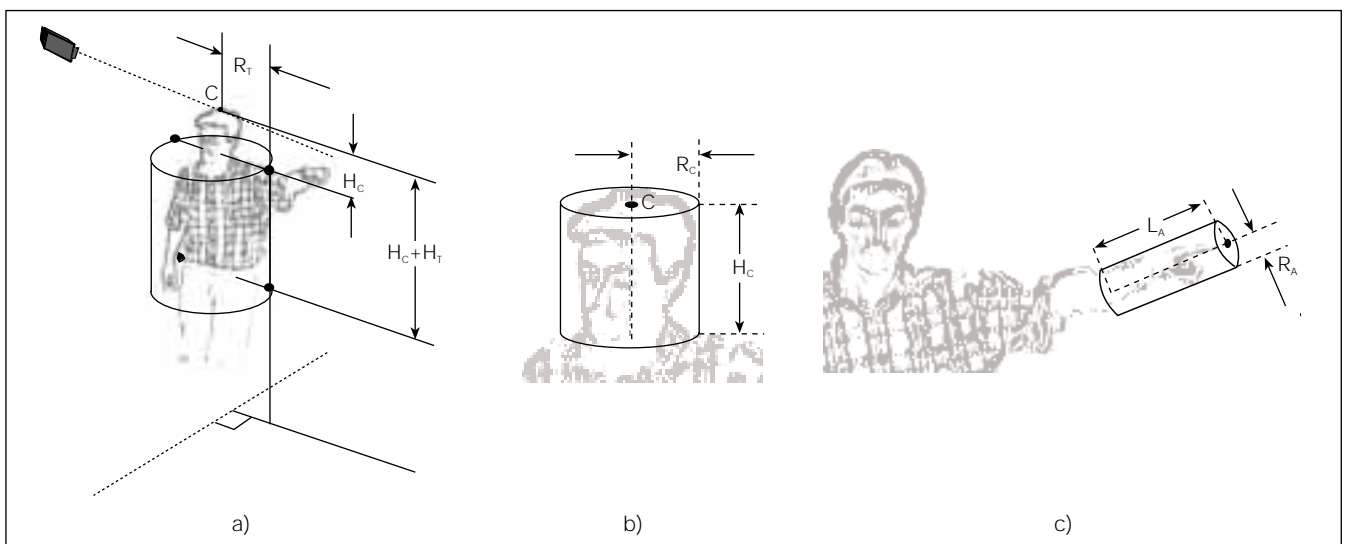 R_T
C
H_C
H_C+H_T
a)
R_C
C
H_C
b)
L_A
R_A
c)